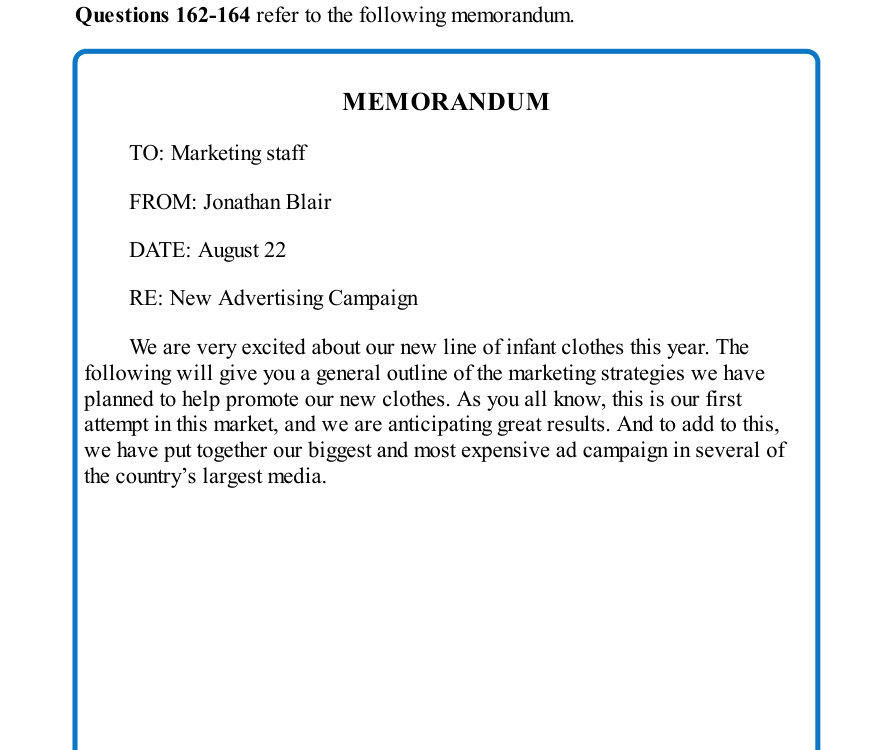 Questions 162-164 refer to the following memorandum.
MEMORANDUM
TO: Marketing staff
FROM: Jonathan Blair
DATE: August 22
RE: New Advertising Campaign
We are very excited about our new line of infant clothes this year. The
following will give you a general outline of the marketing strategies we have
planned to help promote our new clothes. As you all know, this is our first
attempt in this market, and we are anticipating great results. And to add to this,
we have put together our biggest and most expensive ad campaign in several of
the country’s largest media.